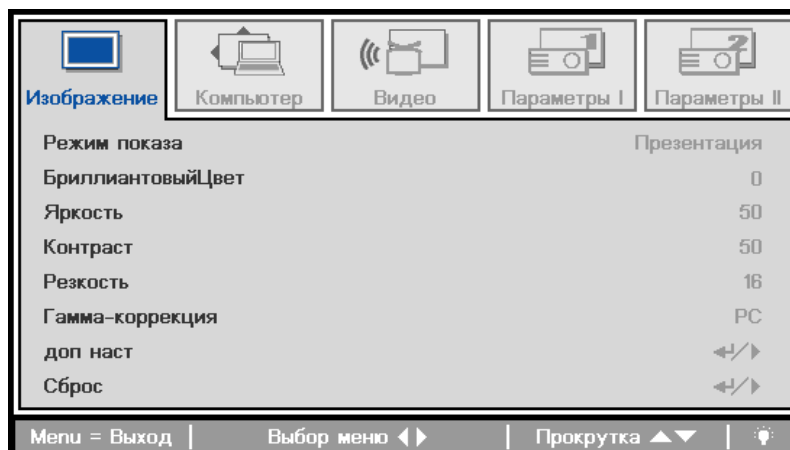 Изображение Компьютер Видео Параметры I Параметры II
Режим показа Презентация
БриллиантовыйЦвет 0
Яркость 50
Контраст 50
Резкость 16
Гамма-коррекция PC
доп наст
Сброс
Menu = Выход Выбор меню Прокрутка